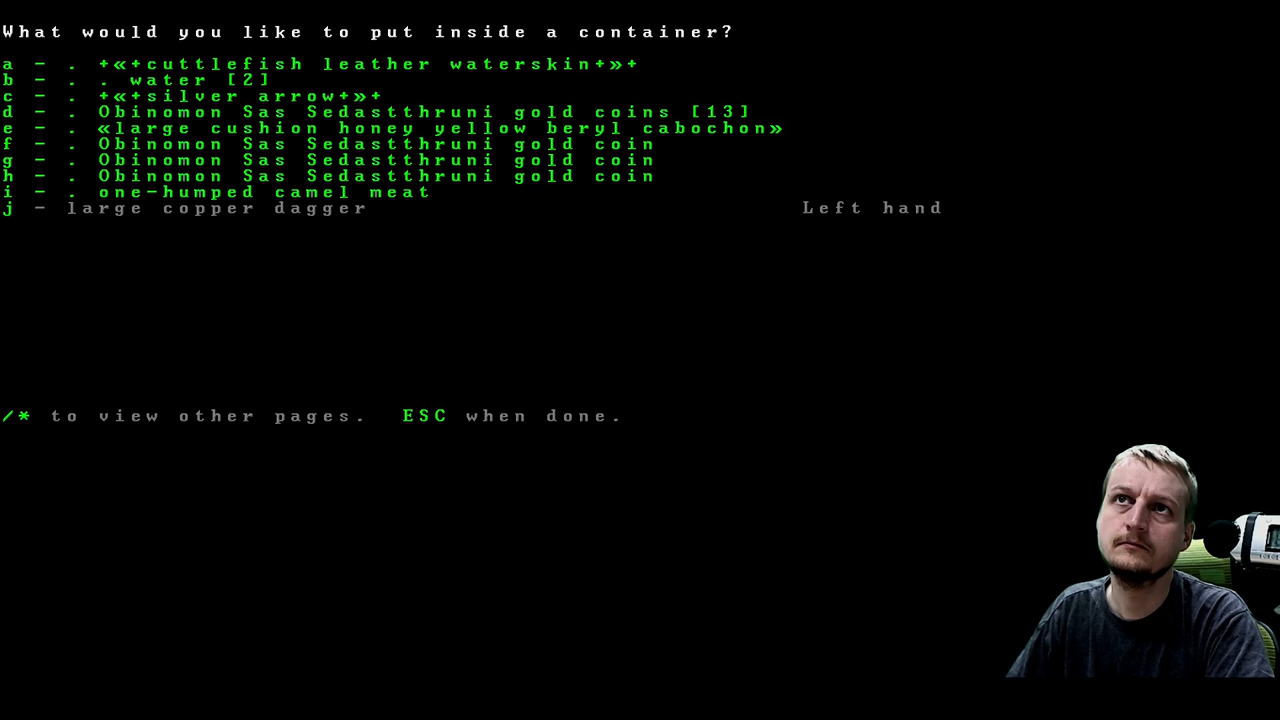 What would you like to put inside a container?
a - . +«+cuttlefish leather waterskin+»+
b - . . water [2]
c - . +«+silver arrow+»+
d - . Obinomon Sas Sedastthruni gold coins [13]
e - . «large cushion honey yellow beryl cabochon»
f - . Obinomon Sas Sedastthruni gold coin
g - . Obinomon Sas Sedastthruni gold coin
h - . Obinomon Sas Sedastthruni gold coin
i - . one-humped camel meat
j - large copper dagger Left hand
/* to view other pages. ESC when done.